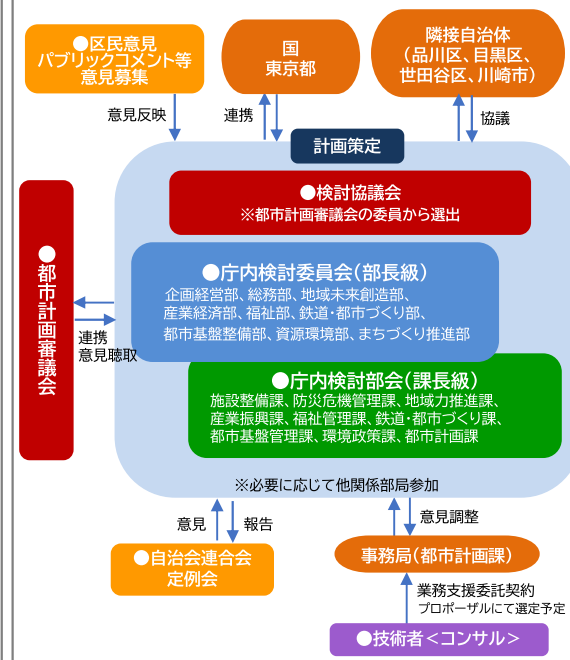 ●区民意見
パブリックコメント等
意見募集
国
東京都
隣接自治体
（品川区、目黒区、
世田谷区、川崎市）
意見反映
連携
協議
計画策定
●検討協議会
※都市計画審議会の委員から選出
●都市計画審議会
●庁内検討委員会（部長級）
企画経営部、総務部、地域未来創造部、
産業経済部、福祉部、鉄道・都市づくり部、
都市基盤整備部、資源環境部、まちづくり推進部
連携
意見聴取
●庁内検討部会（課長級）
施設整備課、防災危機管理課、地域力推進課、
産業振興課、福祉管理課、鉄道・都市づくり課、
都市基盤管理課、環境政策課、都市計画課
※必要に応じて他関係部局参加
意見
報告
意見調整
●自治会連合会
定例会
事務局（都市計画課）
業務支援委託契約
プロポーザルにて選定予定
●技術者＜コンサル＞